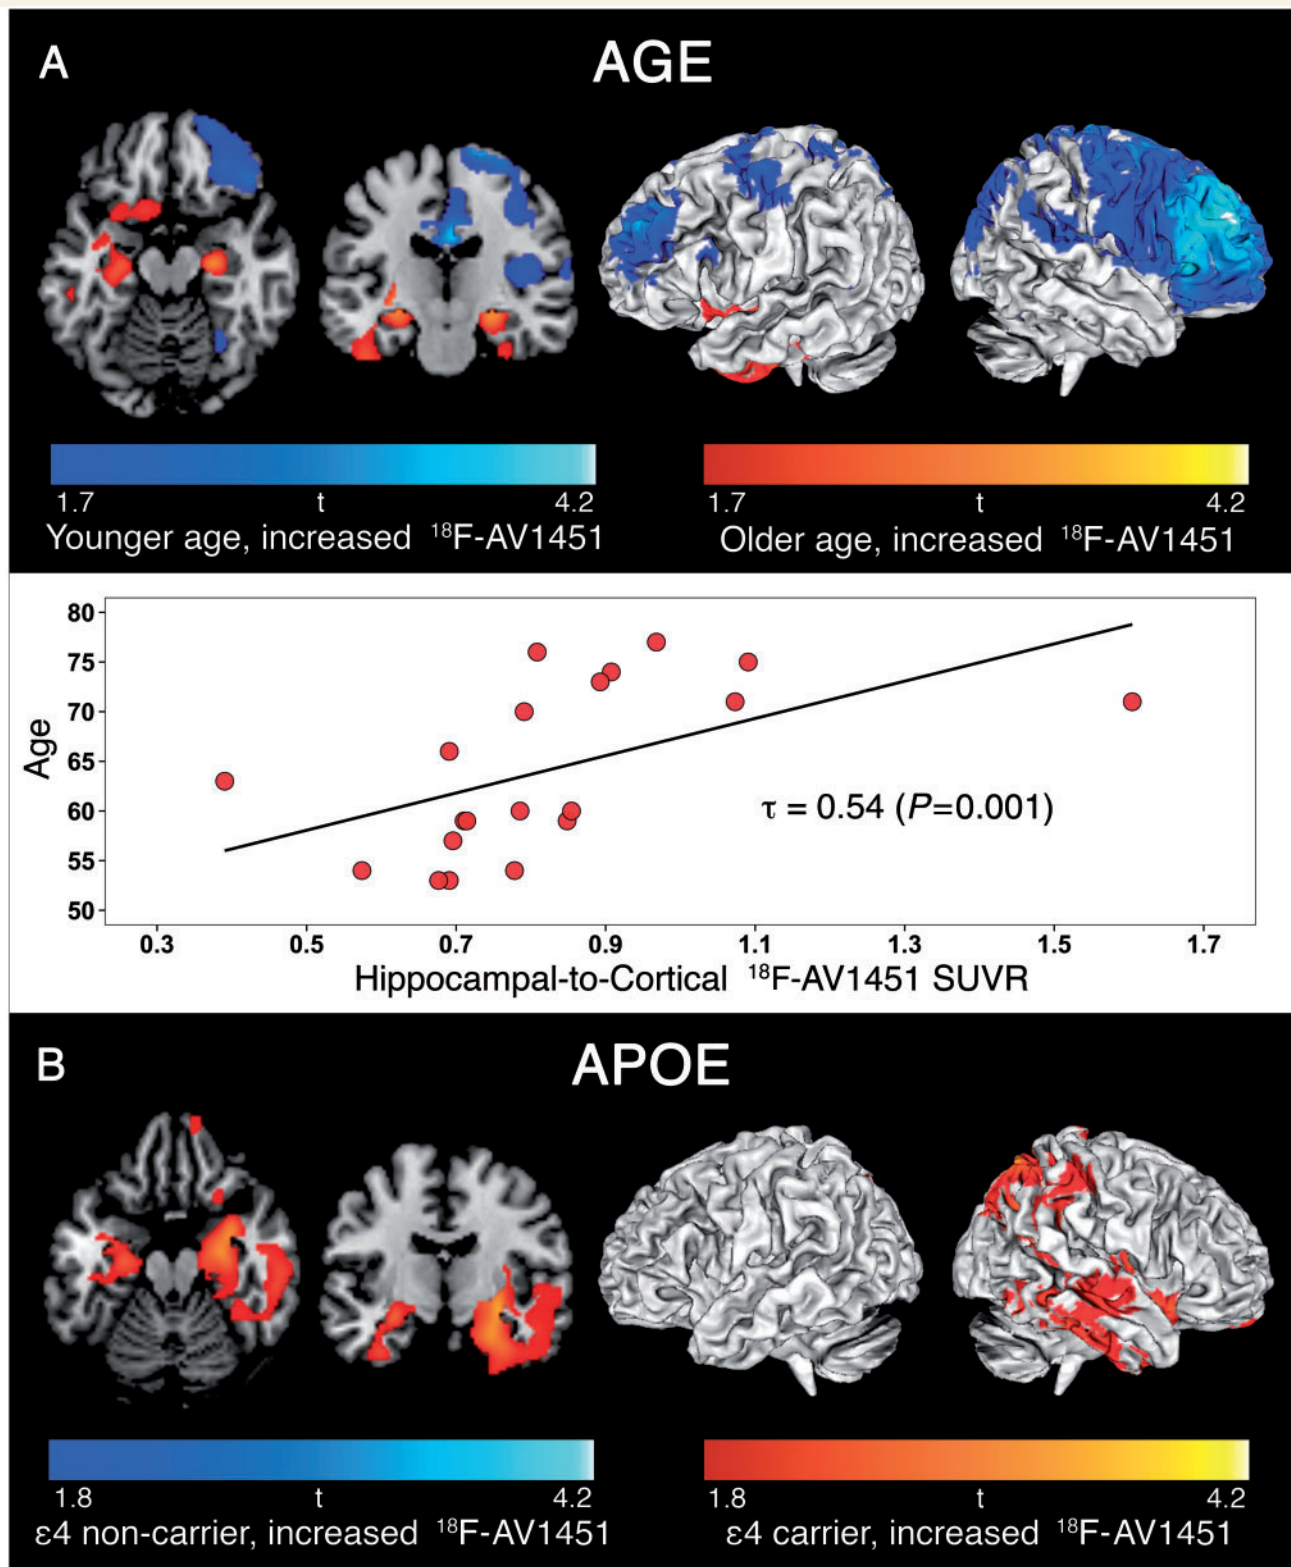 A
AGE
1.7 t 4.2
Younger age, increased ¹⁸F-AV1451
1.7 t 4.2
Older age, increased ¹⁸F-AV1451
80
75
70
65
60
55
50
Age
τ = 0.54 (P=0.001)
0.3 0.5 0.7 0.9 1.1 1.3 1.5 1.7
Hippocampal-to-Cortical ¹⁸F-AV1451 SUVR
B
APOE
1.8 t 4.2
ε4 non-carrier, increased ¹⁸F-AV1451
1.8 t 4.2
ε4 carrier, increased ¹⁸F-AV1451